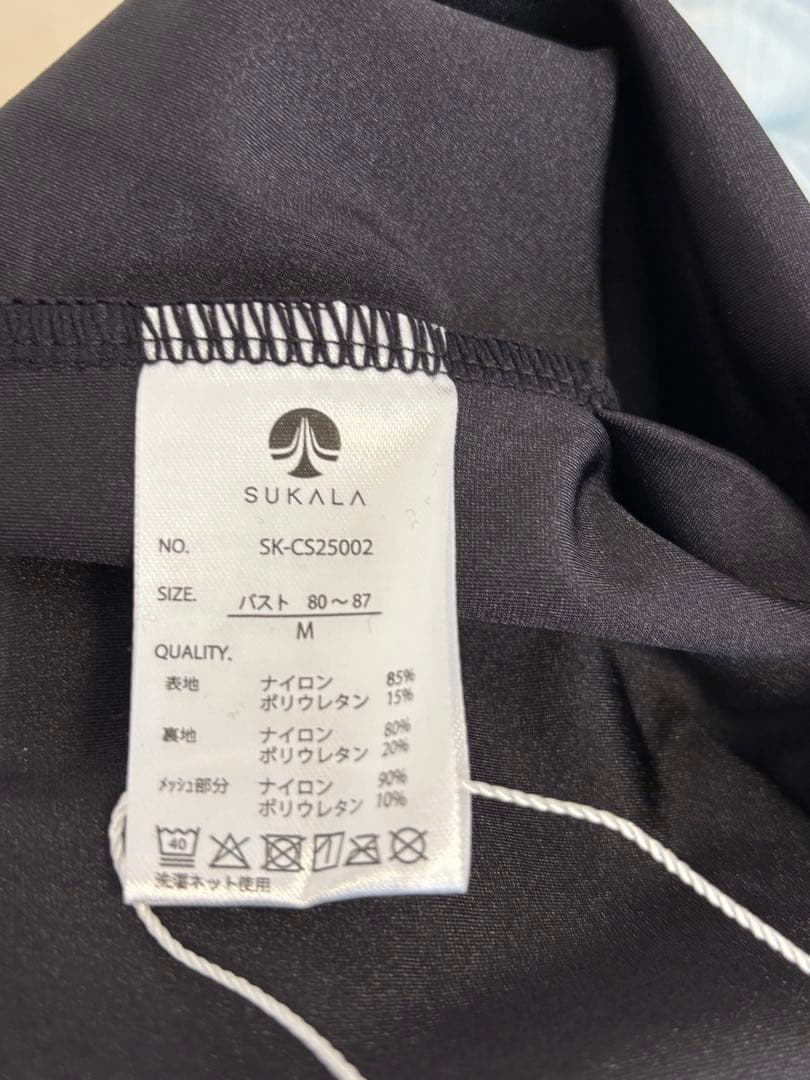 SUKALA
NO. SK-CS25002
SIZE. バスト 80～87
M
QUALITY.
表地 ナイロン 85%
ポリウレタン 15%
裏地 ナイロン 80%
ポリウレタン 20%
メッシュ部分 ナイロン 90%
ポリウレタン 10%
40
洗濯ネット使用